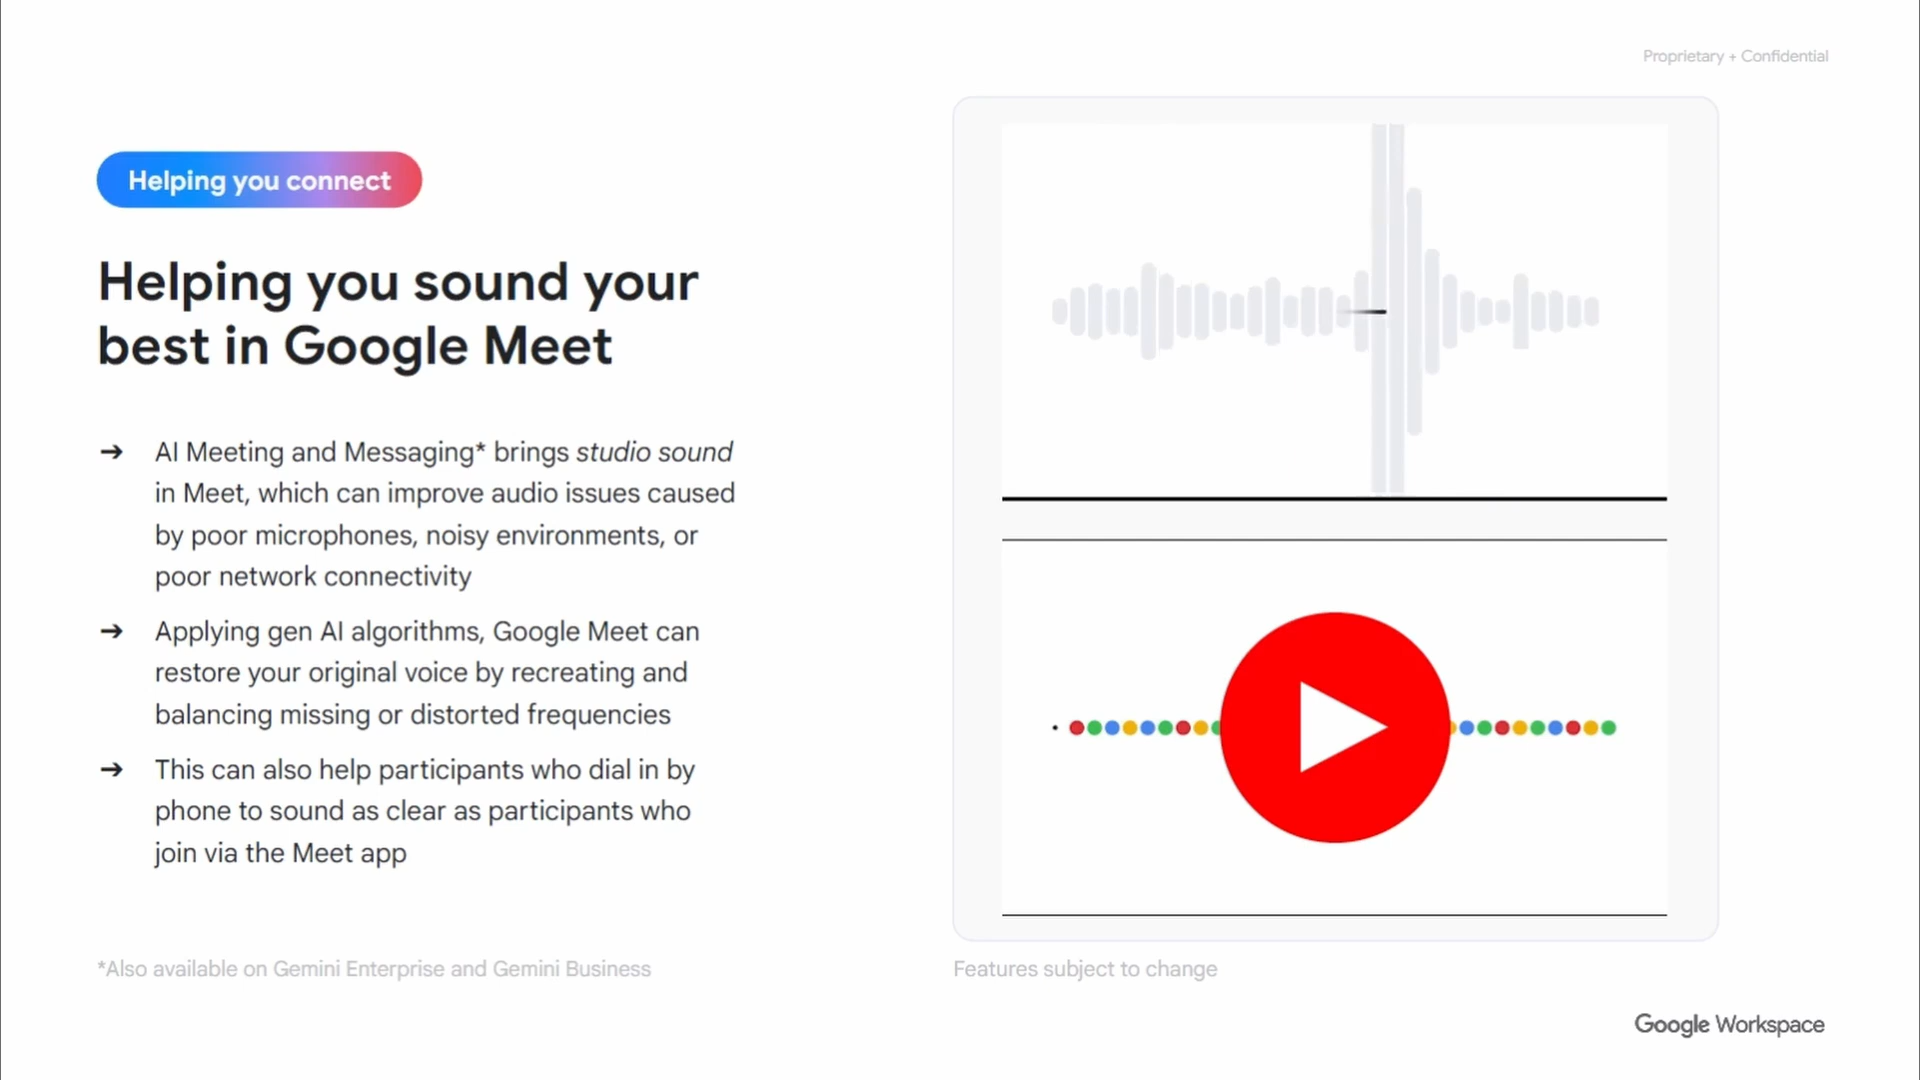 Proprietary + Confidential
Helping you connect
Helping you sound your
best in Google Meet
➔ AI Meeting and Messaging* brings studio sound
in Meet, which can improve audio issues caused
by poor microphones, noisy environments, or
poor network connectivity
➔ Applying gen AI algorithms, Google Meet can
restore your original voice by recreating and
balancing missing or distorted frequencies
➔ This can also help participants who dial in by
phone to sound as clear as participants who
join via the Meet app
*Also available on Gemini Enterprise and Gemini Business
Features subject to change
Google Workspace